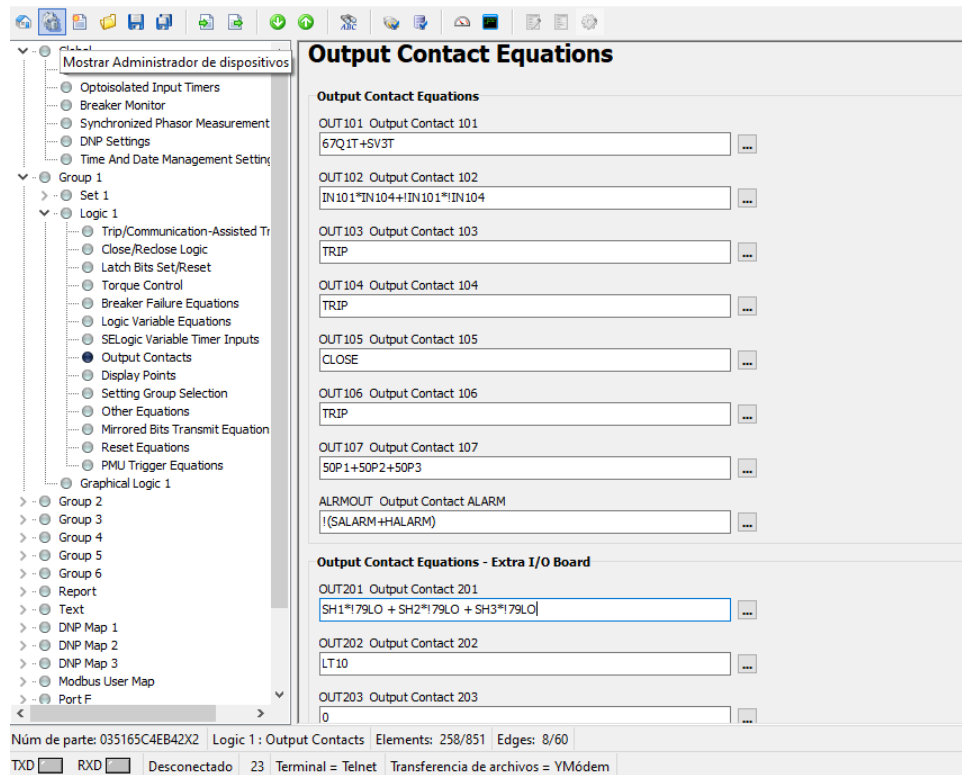 Output Contact Equations
Mostrar Administrador de dispositivos
Optoisolated Input Timers
Breaker Monitor
Synchronized Phasor Measurement
DNP Settings
Time And Date Management Setting
Group 1
Set 1
Logic 1
Trip/Communication-Assisted Tr
Close/Reclose Logic
Latch Bits Set/Reset
Torque Control
Breaker Failure Equations
Logic Variable Equations
SELogic Variable Timer Inputs
Output Contacts
Display Points
Setting Group Selection
Other Equations
Mirrored Bits Transmit Equation
Reset Equations
PMU Trigger Equations
Graphical Logic 1
Group 2
Group 3
Group 4
Group 5
Group 6
Report
Text
DNP Map 1
DNP Map 2
DNP Map 3
Modbus User Map
Port F
Output Contact Equations
OUT101 Output Contact 101
67Q1T+SV3T
...
OUT102 Output Contact 102
IN101*IN104+!IN101*!IN104
...
OUT103 Output Contact 103
TRIP
...
OUT104 Output Contact 104
TRIP
...
OUT105 Output Contact 105
CLOSE
...
OUT106 Output Contact 106
TRIP
...
OUT107 Output Contact 107
50P1+50P2+50P3
...
ALRMOUT Output Contact ALARM
!(SALARM+HALARM)
...
Output Contact Equations - Extra I/O Board
OUT201 Output Contact 201
SH1*!79LO + SH2*!79LO + SH3*!79LO
...
OUT202 Output Contact 202
LT10
...
OUT203 Output Contact 203
0
...
Núm de parte: 035165C4EB42X2 Logic 1 : Output Contacts Elements: 258/851 Edges: 8/60
TXD RXD Desconectado 23 Terminal = Telnet Transferencia de archivos = YMódem